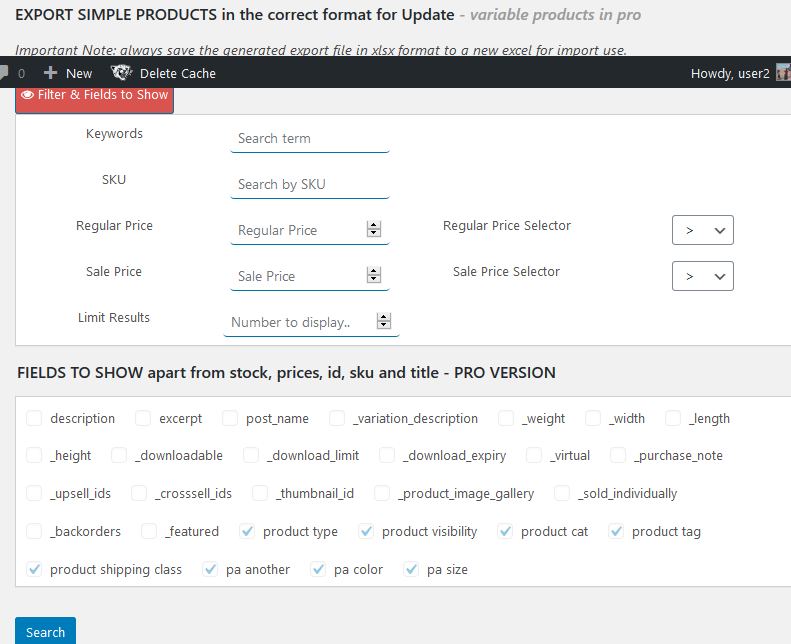 EXPORT SIMPLE PRODUCTS in the correct format for Update - variable products in pro
Important Note: always save the generated export file in xlsx format to a new excel for import use.
0 New Delete Cache Howdy, user2
Filter & Fields to Show
Keywords Search term
SKU Search by SKU
Regular Price Regular Price Regular Price Selector >
Sale Price Sale Price Sale Price Selector >
Limit Results Number to display..
FIELDS TO SHOW apart from stock, prices, id, sku and title - PRO VERSION
description excerpt post_name _variation_description _weight _width _length
_height _downloadable _download_limit _download_expiry _virtual _purchase_note
_upsell_ids _crosssell_ids _thumbnail_id _product_image_gallery _sold_individually
_backorders _featured product type product visibility product cat product tag
product shipping class pa another pa color pa size
Search